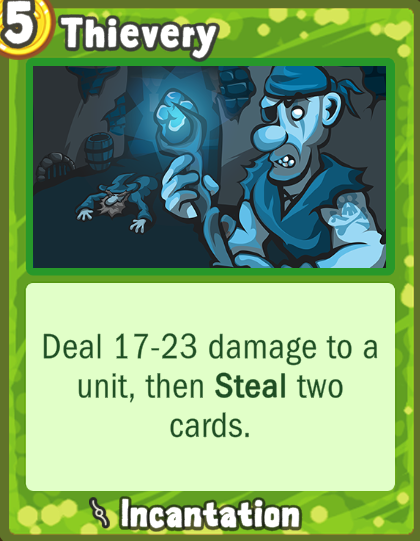 5 Thievery
Deal 17-23 damage to a
unit, then Steal two
cards.
Incantation